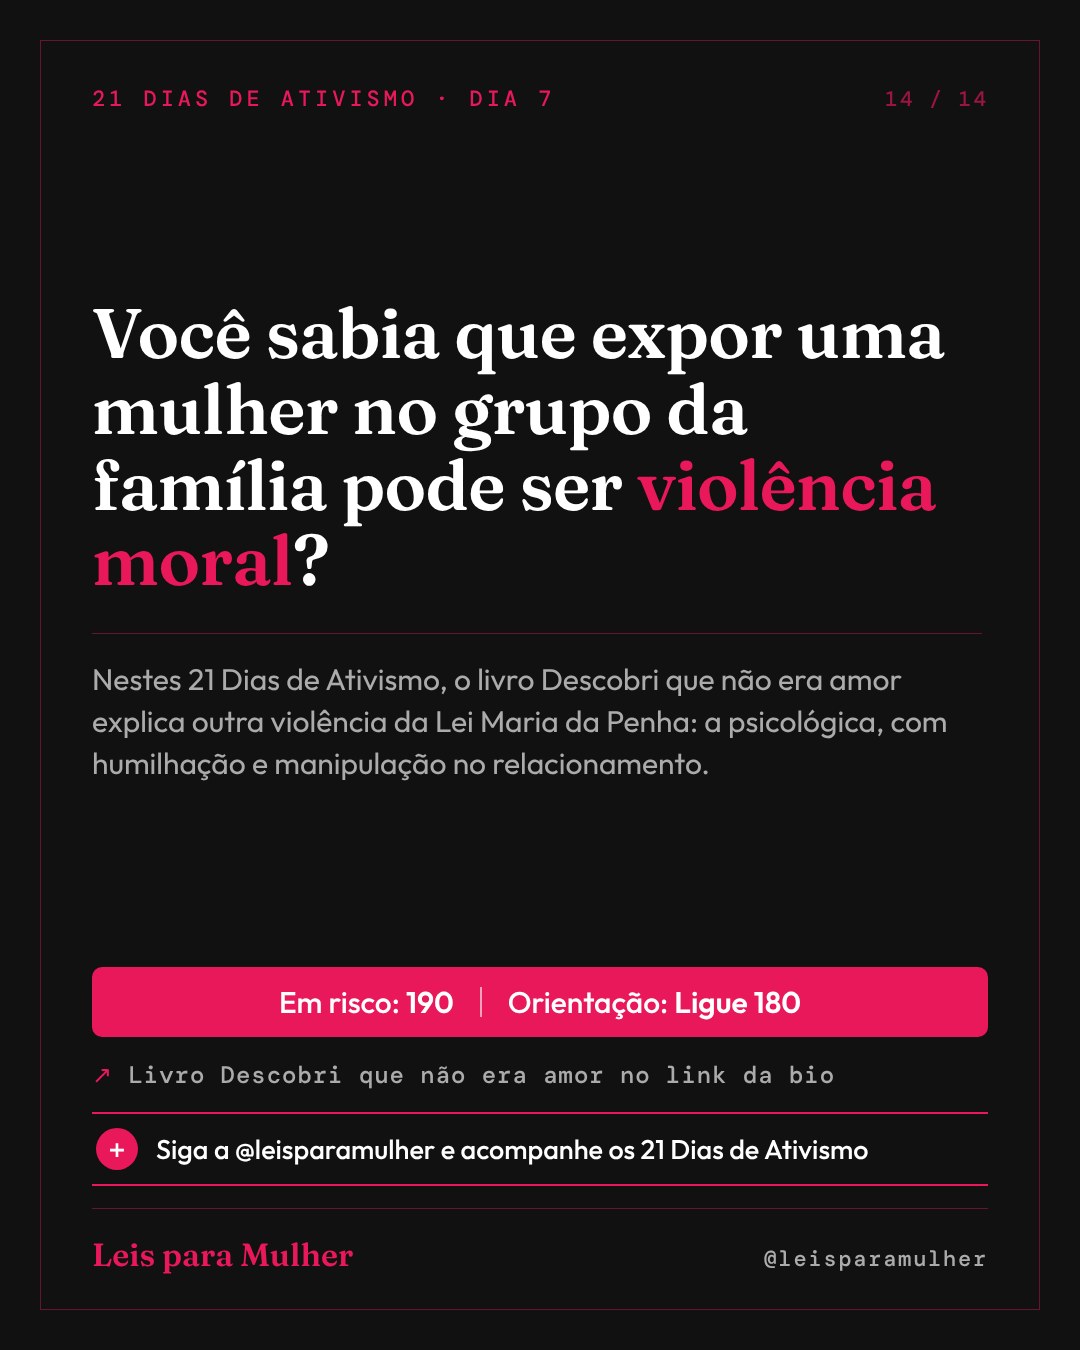 21 DIAS DE ATIVISMO · DIA 7
14 / 14
Você sabia que expor uma
mulher no grupo da
família pode ser violência
moral?
Nestes 21 Dias de Ativismo, o livro Descobri que não era amor
explica outra violência da Lei Maria da Penha: a psicológica, com
humilhação e manipulação no relacionamento.
Em risco: 190 | Orientação: Ligue 180
↗ Livro Descobri que não era amor no link da bio
+ Siga a @leisparamulher e acompanhe os 21 Dias de Ativismo
Leis para Mulher
@leisparamulher